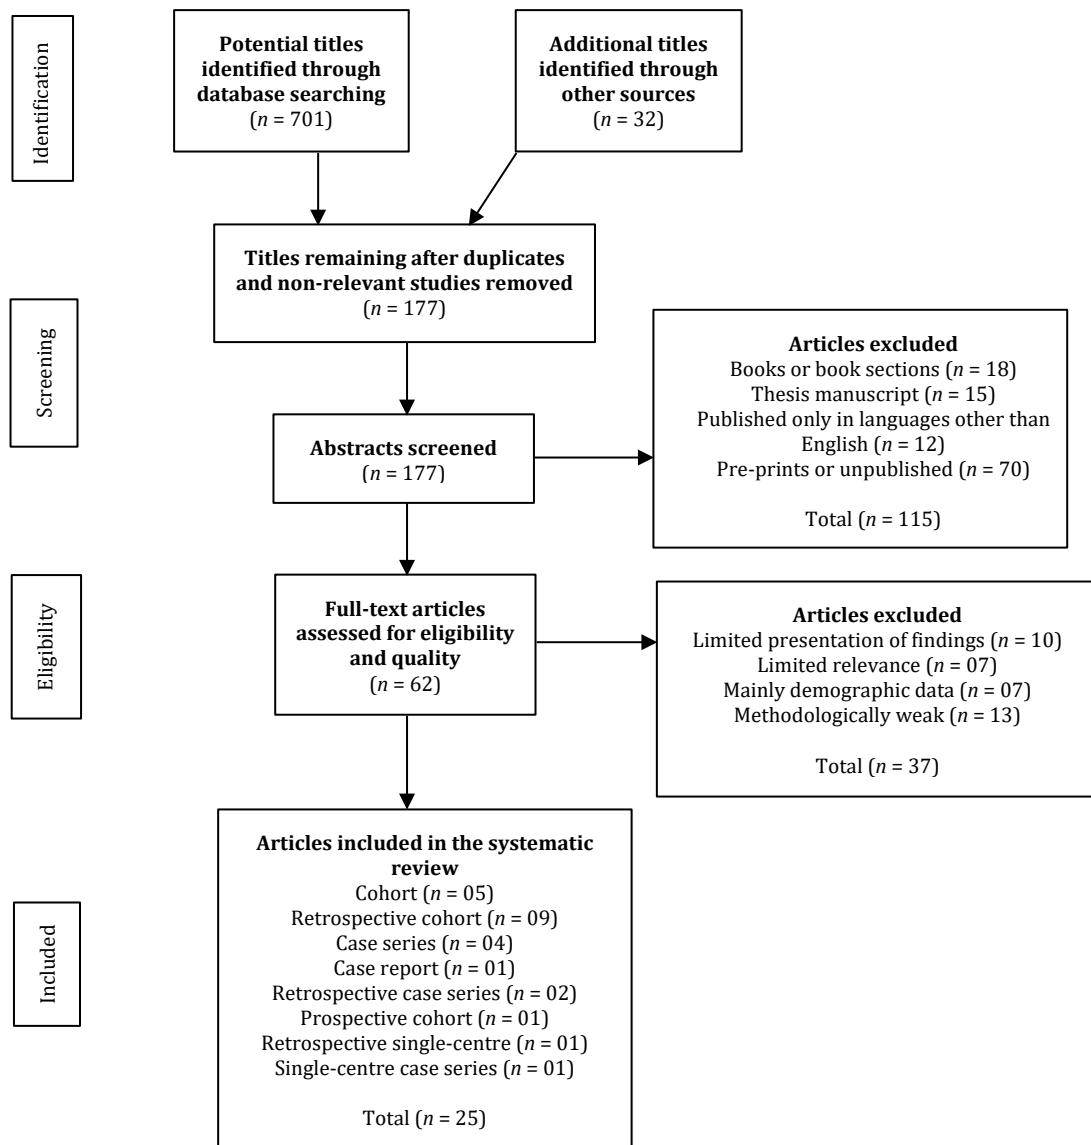 Identification
Potential titles
identified through
database searching
(n = 701)
Additional titles
identified through
other sources
(n = 32)
Titles remaining after duplicates
and non-relevant studies removed
(n = 177)
Screening
Abstracts screened
(n = 177)
Articles excluded
Books or book sections (n = 18)
Thesis manuscript (n = 15)
Published only in languages other than
English (n = 12)
Pre-prints or unpublished (n = 70)
Total (n = 115)
Eligibility
Full-text articles
assessed for eligibility
and quality
(n = 62)
Articles excluded
Limited presentation of findings (n = 10)
Limited relevance (n = 07)
Mainly demographic data (n = 07)
Methodologically weak (n = 13)
Total (n = 37)
Included
Articles included in the systematic
review
Cohort (n = 05)
Retrospective cohort (n = 09)
Case series (n = 04)
Case report (n = 01)
Retrospective case series (n = 02)
Prospective cohort (n = 01)
Retrospective single-centre (n = 01)
Single-centre case series (n = 01)
Total (n = 25)